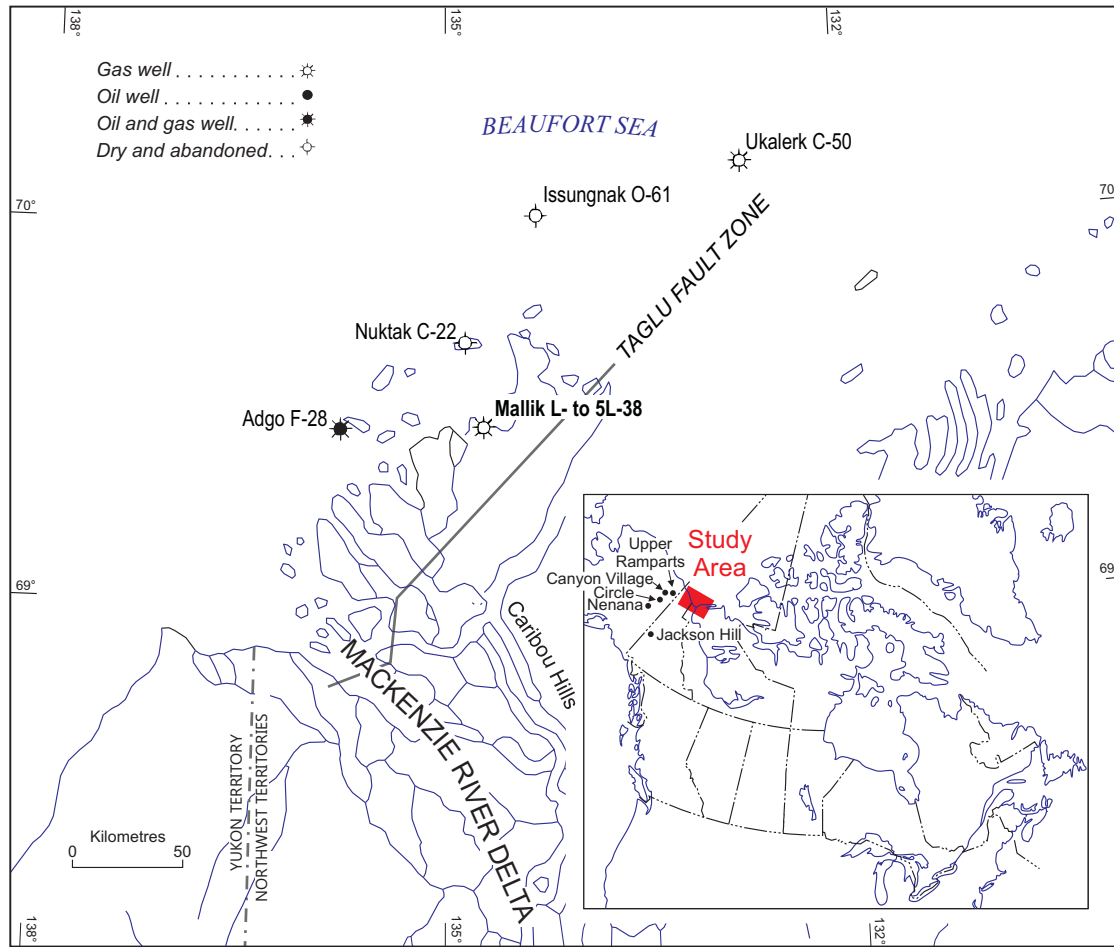 138°
135°
132°
Gas well . . . . . . . . . . . .
Oil well . . . . . . . . . . . . .
Oil and gas well. . . . . .
Dry and abandoned. . .
BEAUFORT SEA
Ukalerk C-50
Issungnak O-61
70°
70°
TAGLU FAULT ZONE
Nuktak C-22
Mallik L- to 5L-38
Adgo F-28
69°
69°
Upper
Ramparts
Canyon Village
Circle
Nenana
Jackson Hill
Study
Area
Caribou Hills
MACKENZIE RIVER DELTA
YUKON TERRITORY
NORTHWEST TERRITORIES
Kilometres
0 50
138°
135°
132°